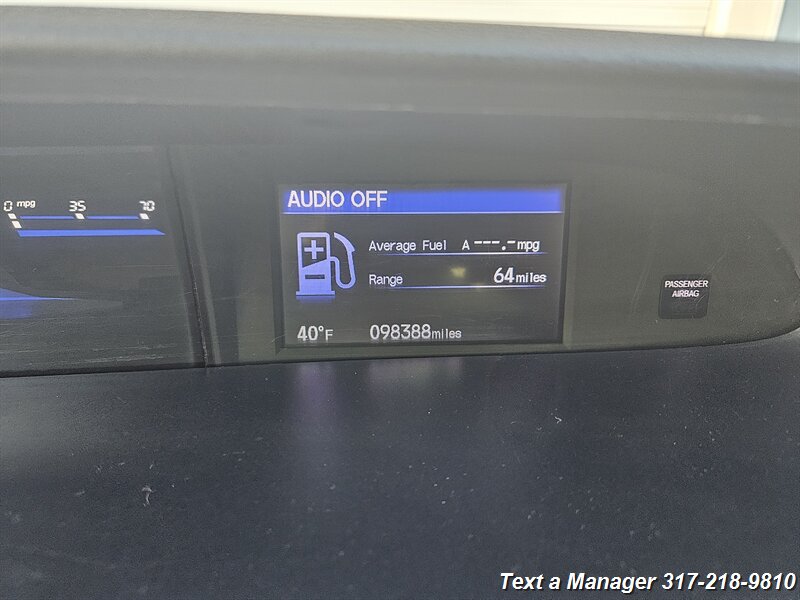 0 mpg 35 70
AUDIO OFF
Average Fuel A ---.- mpg
Range 64 miles
40°F 098388 miles
PASSENGER
AIRBAG
Text a Manager 317-218-9810